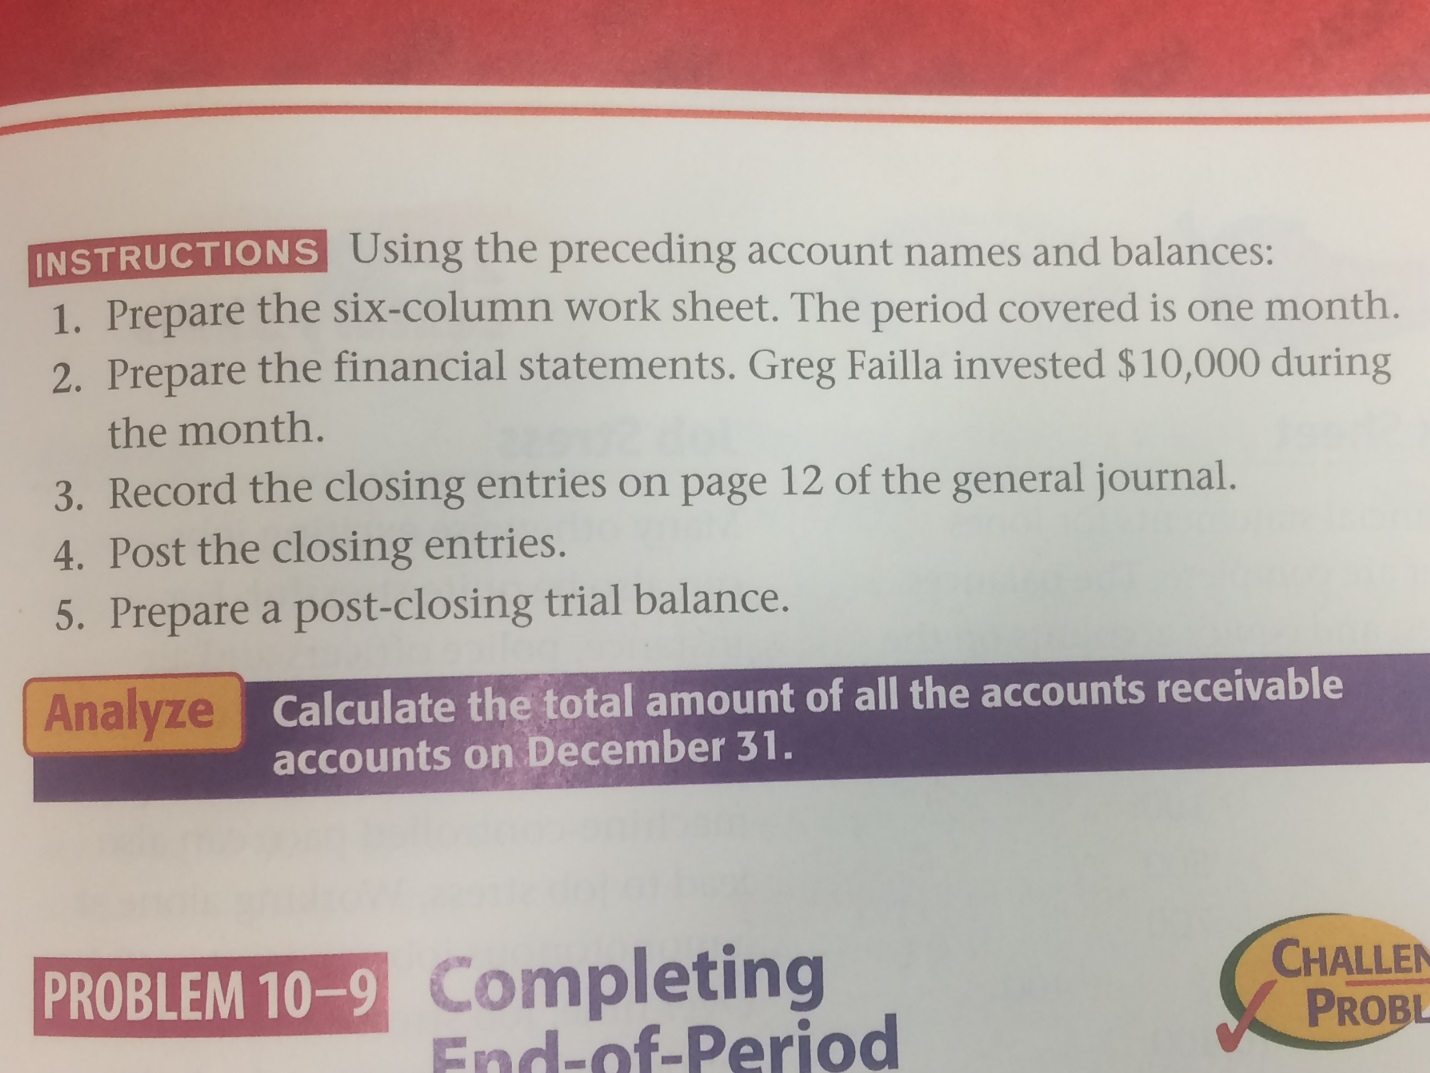 INSTRUCTIONS Using the preceding account names and balances:
1. Prepare the six-column work sheet. The period covered is one month.
2. Prepare the financial statements. Greg Failla invested $10,000 during
the month.
3. Record the closing entries on page 12 of the general journal.
4. Post the closing entries.
5. Prepare a post-closing trial balance.
Analyze Calculate the total amount of all the accounts receivable
accounts on December 31.
PROBLEM 10–9 Completing
End-of-Period